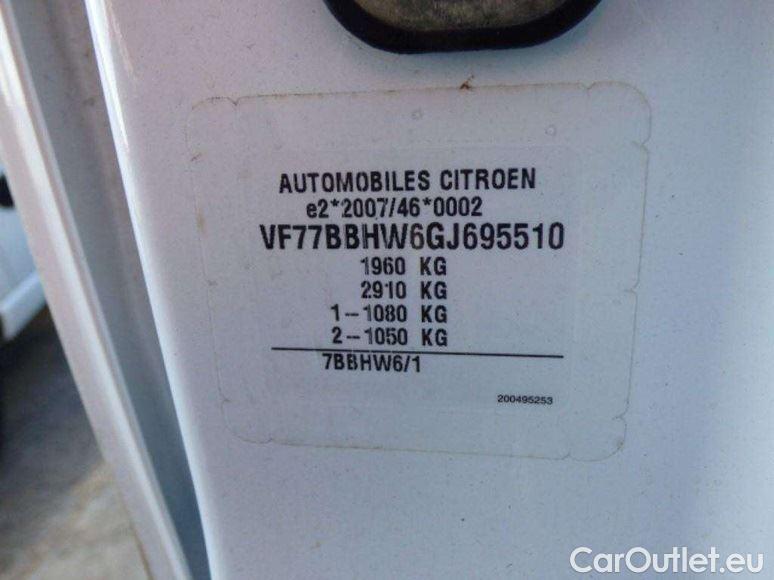 AUTOMOBILES CITROEN
e2*2007/46*0002
VF77BBHW6GJ695510
1960 KG
2910 KG
1-1080 KG
2-1050 KG
7BBHW6/1
200495253
CarOutlet.eu